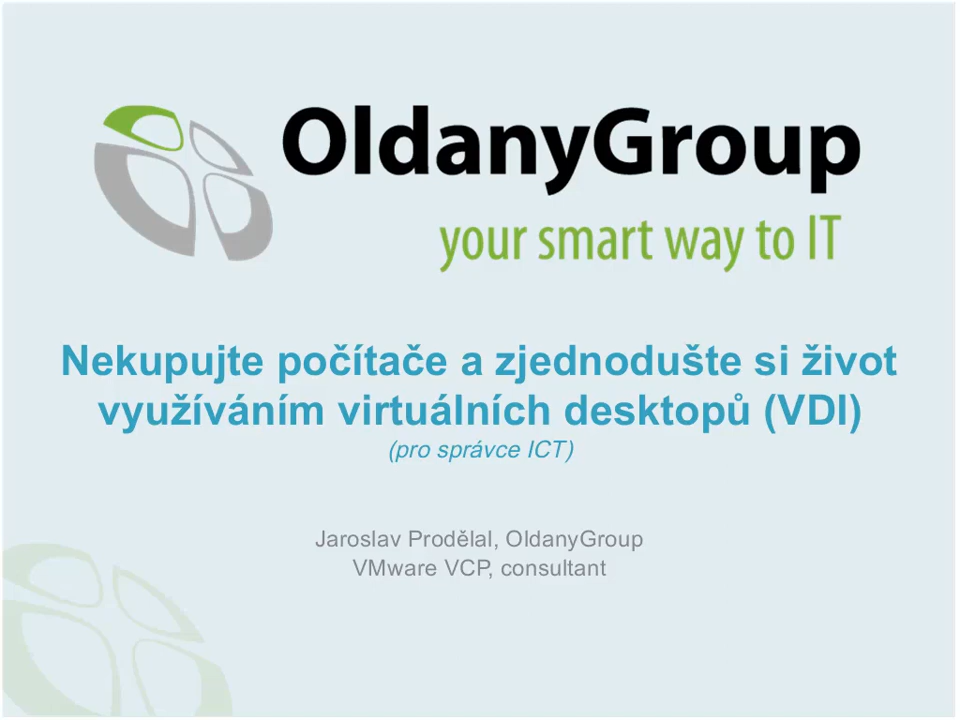 OldanyGroup
your smart way to IT
Nekupujte počítače a zjednodušte si život
využíváním virtuálních desktopů (VDI)
(pro správce ICT)
Jaroslav Prodělal, OldanyGroup
VMware VCP, consultant